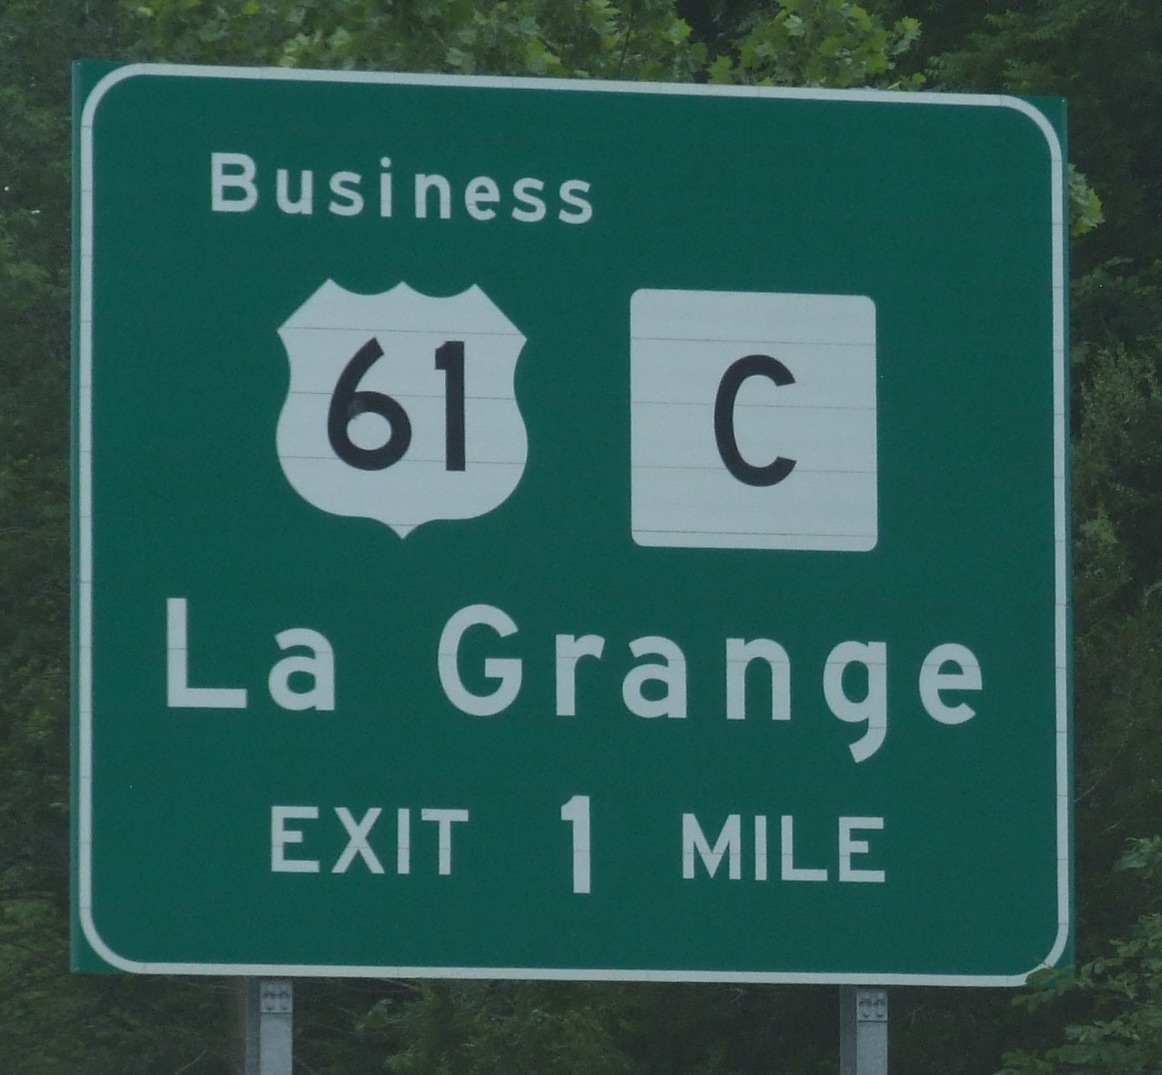 Business
61 C
La Grange
EXIT 1 MILE